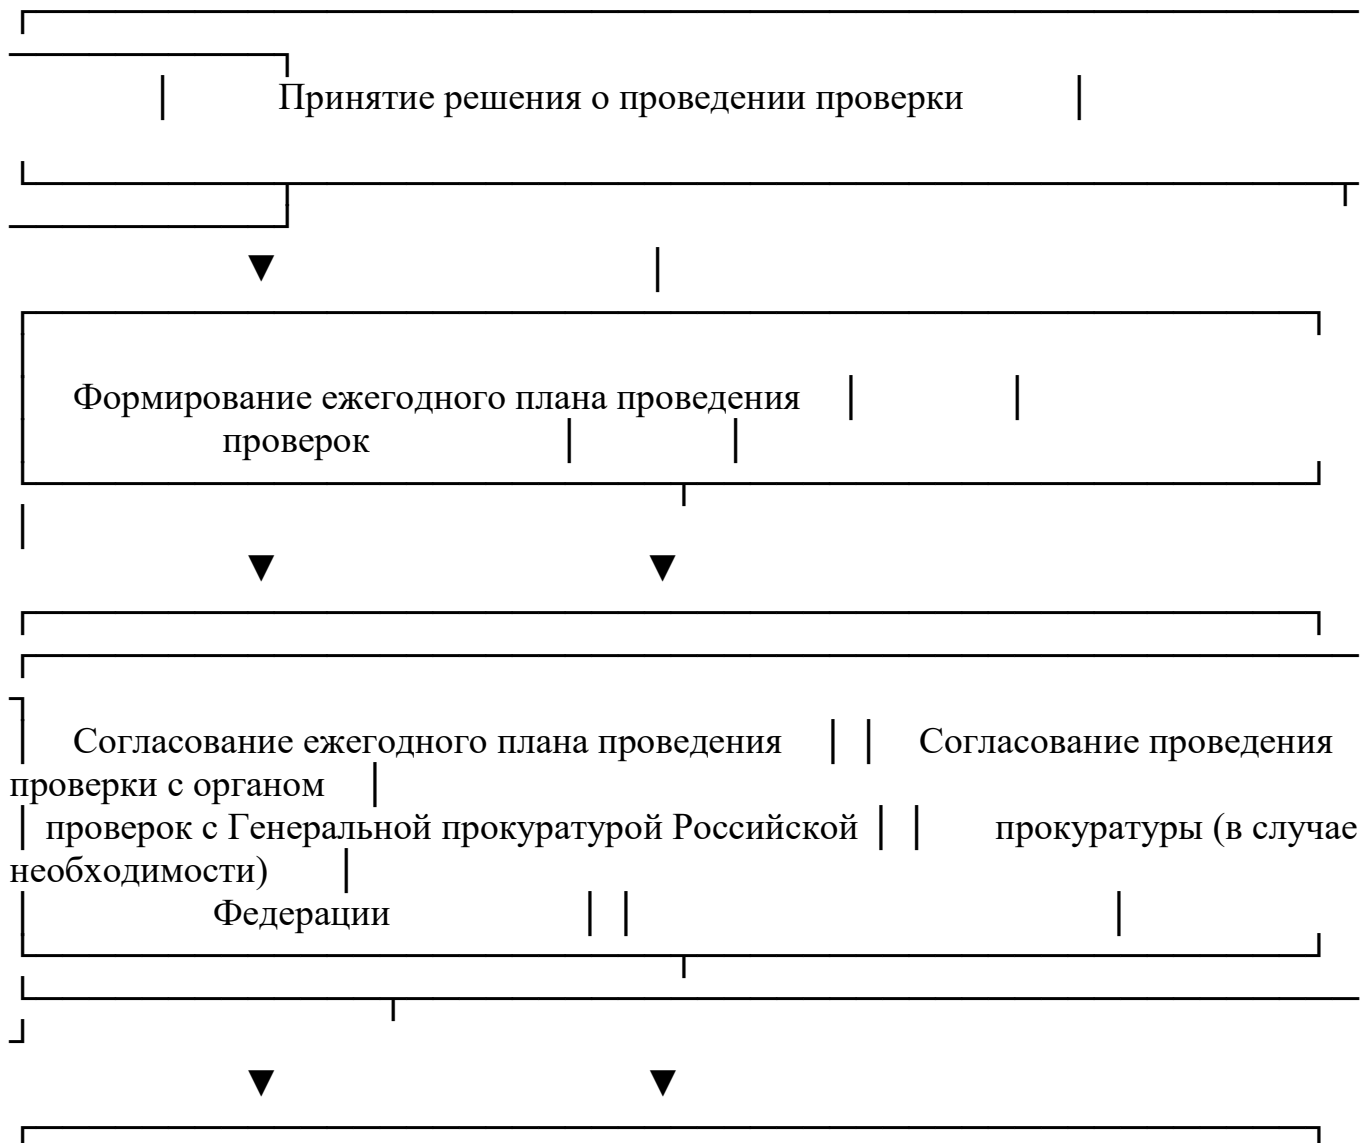 Принятие решения о проведении проверки
Формирование ежегодного плана проведения
проверок
Согласование ежегодного плана проведения Согласование проведения
проверки с органом
проверок с Генеральной прокуратурой Российской прокуратуры (в случае
необходимости)
Федерации